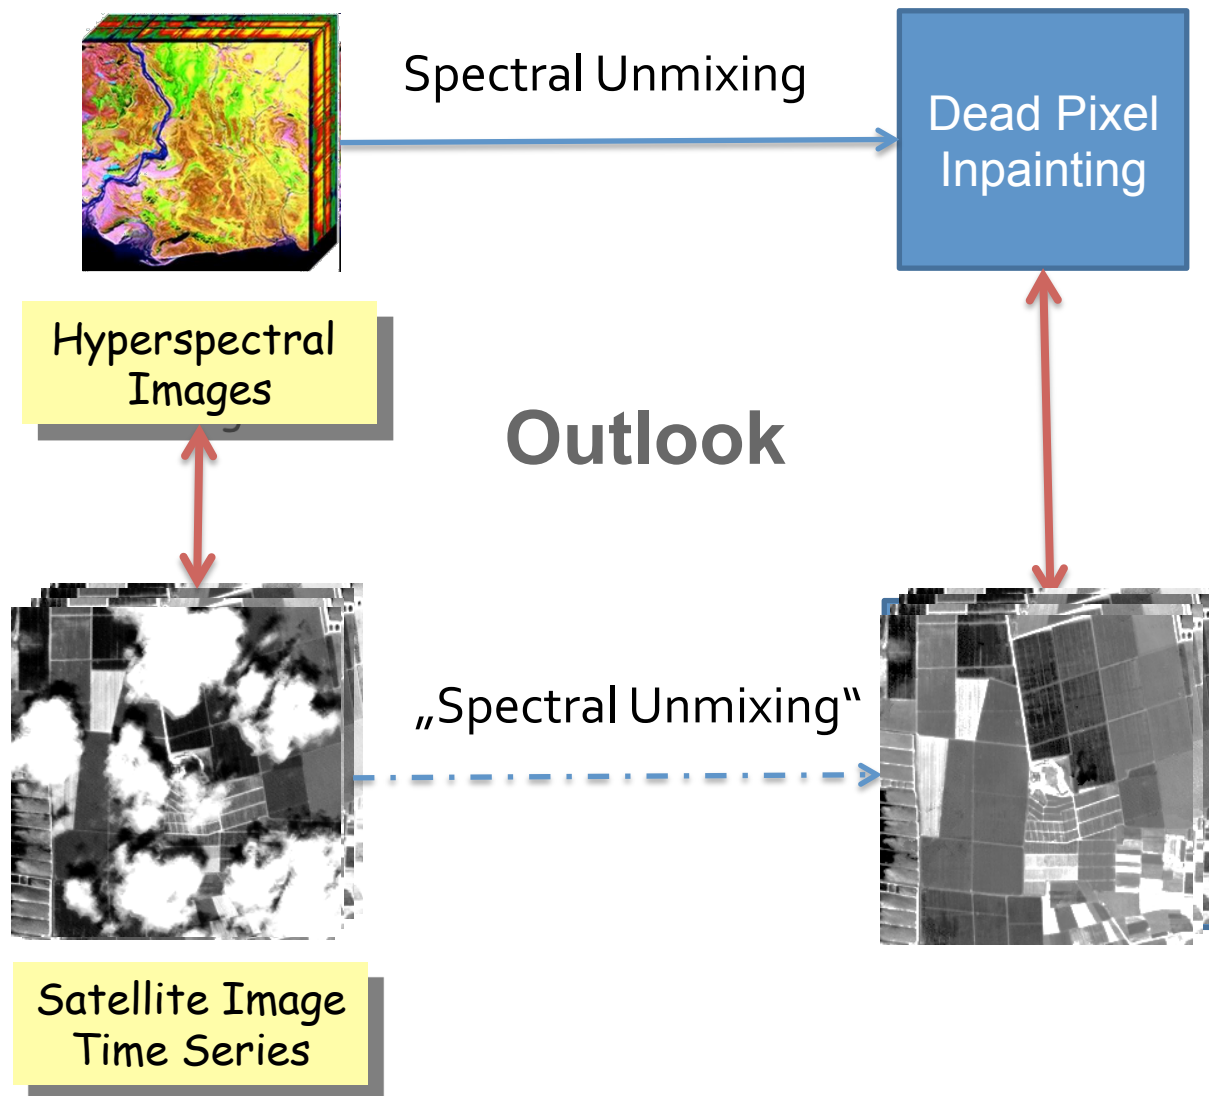 Spectral Unmixing
Dead Pixel
Inpainting
Hyperspectral
Images
Outlook
„Spectral Unmixing“
Satellite Image
Time Series